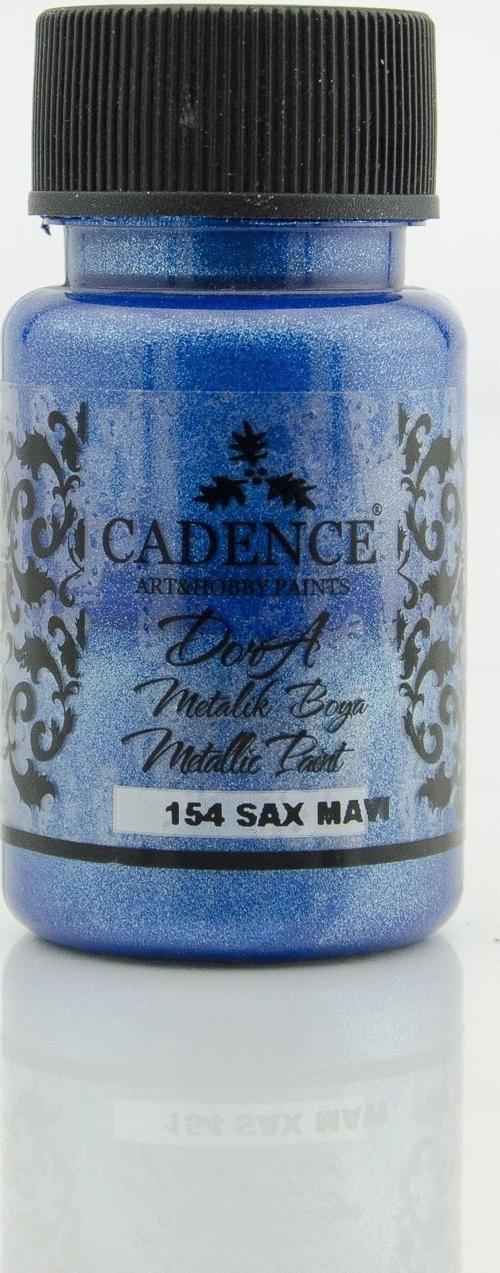 CADENCE®
ART&HOBBY PAINTS
DorA
Metalik Boya
Metallic Paint
154 SAX MAVI